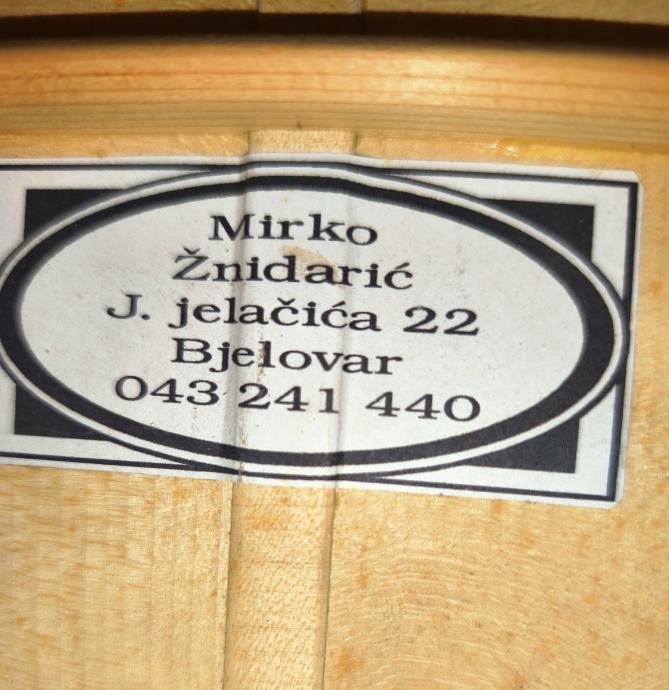 Mirko
Žnidarić
J. jelačića 22
Bjelovar
043 241 440